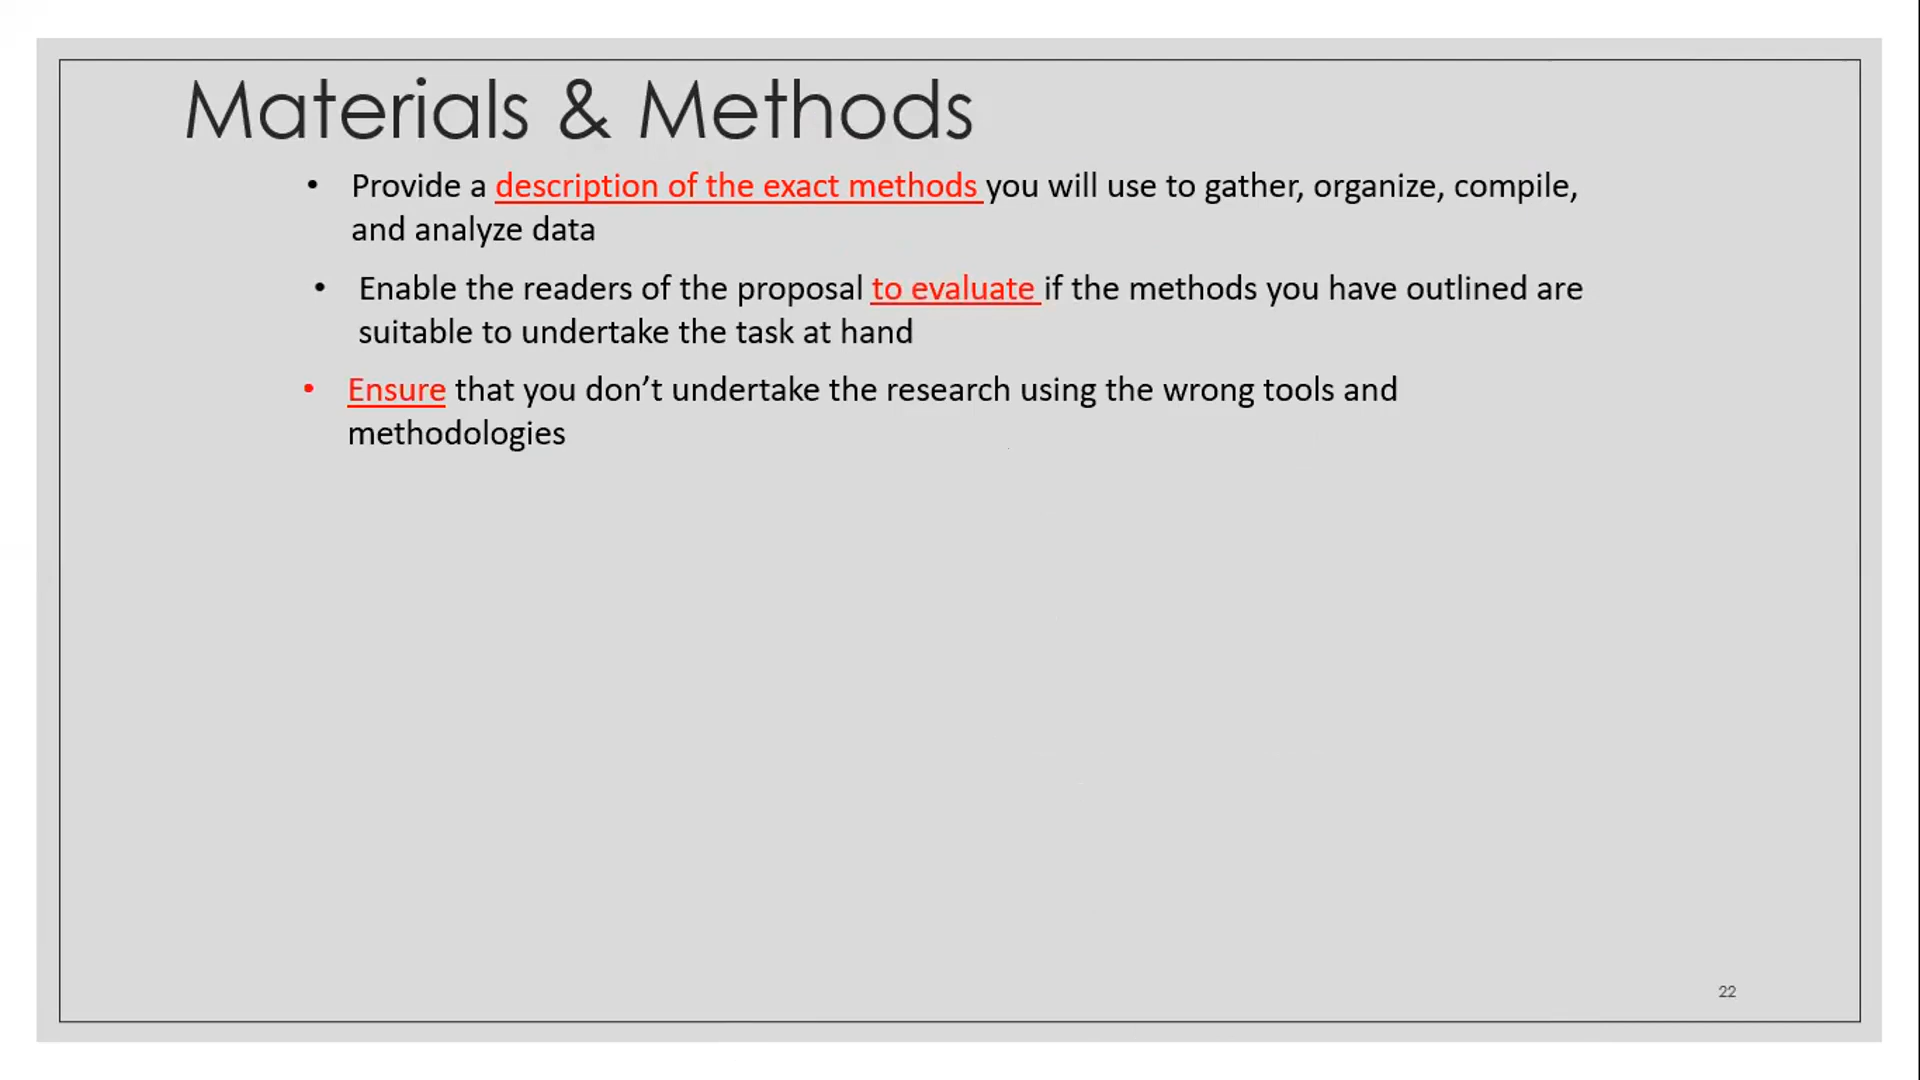 Materials & Methods
• Provide a description of the exact methods you will use to gather, organize, compile,
and analyze data
• Enable the readers of the proposal to evaluate if the methods you have outlined are
suitable to undertake the task at hand
• Ensure that you don’t undertake the research using the wrong tools and
methodologies
22